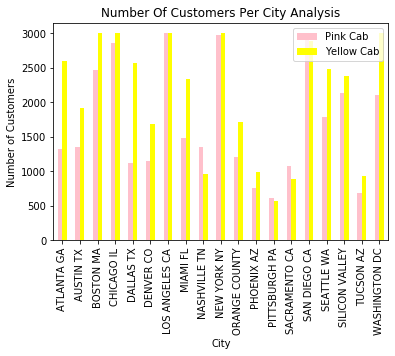 Number Of Customers Per City Analysis
Pink Cab
Yellow Cab
Number of Customers
3000
2500
2000
1500
1000
500
0
ATLANTA GA
AUSTIN TX
BOSTON MA
CHICAGO IL
DALLAS TX
DENVER CO
LOS ANGELES CA
MIAMI FL
NASHVILLE TN
NEW YORK NY
ORANGE COUNTY
PHOENIX AZ
PITTSBURGH PA
SACRAMENTO CA
SAN DIEGO CA
SEATTLE WA
SILICON VALLEY
TUCSON AZ
WASHINGTON DC
City